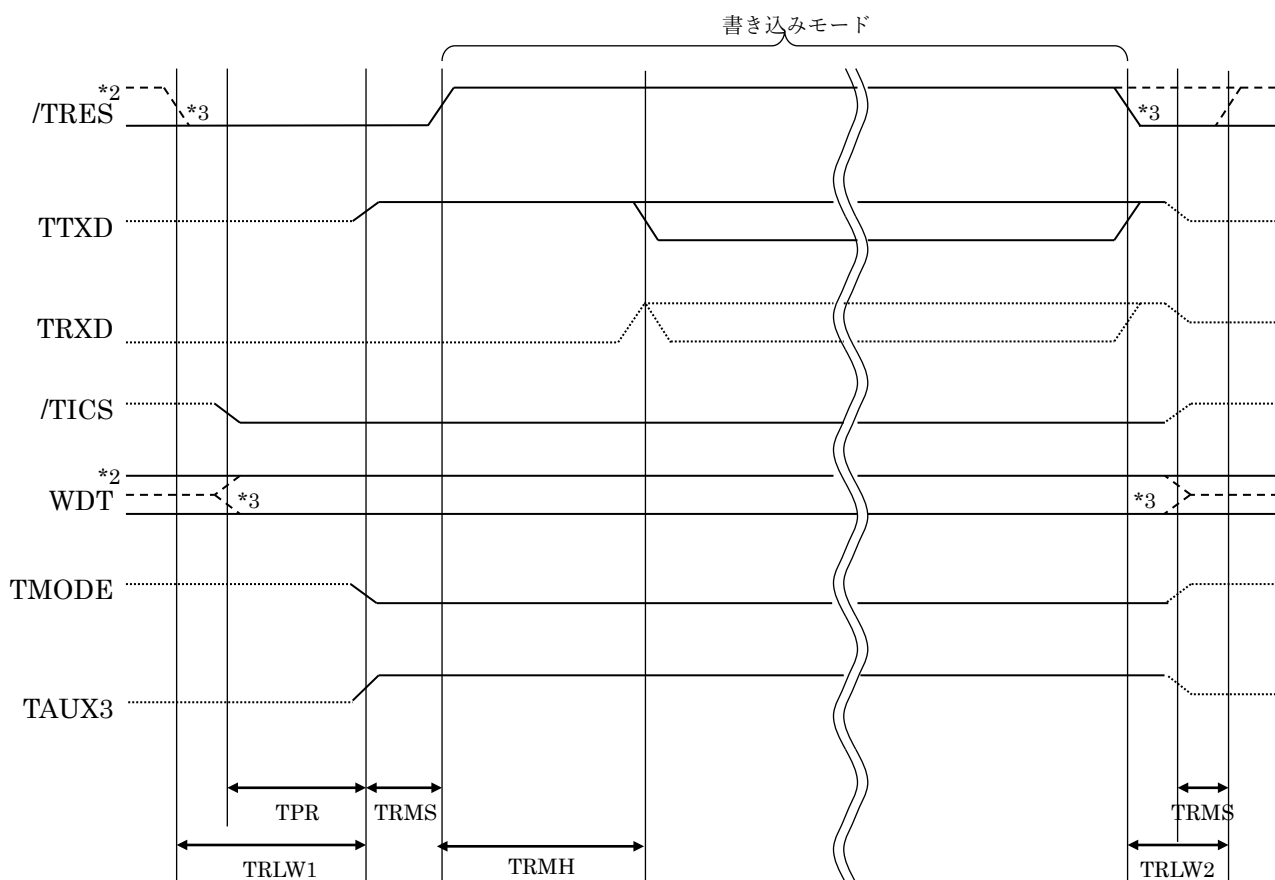 書き込みモード
*2
/TRES
*3
*3
TTXD
TRXD
/TICS
*2
WDT
*3
*3
TMODE
TAUX3
TPR
TRMS
TRMS
TRLW1
TRMH
TRLW2